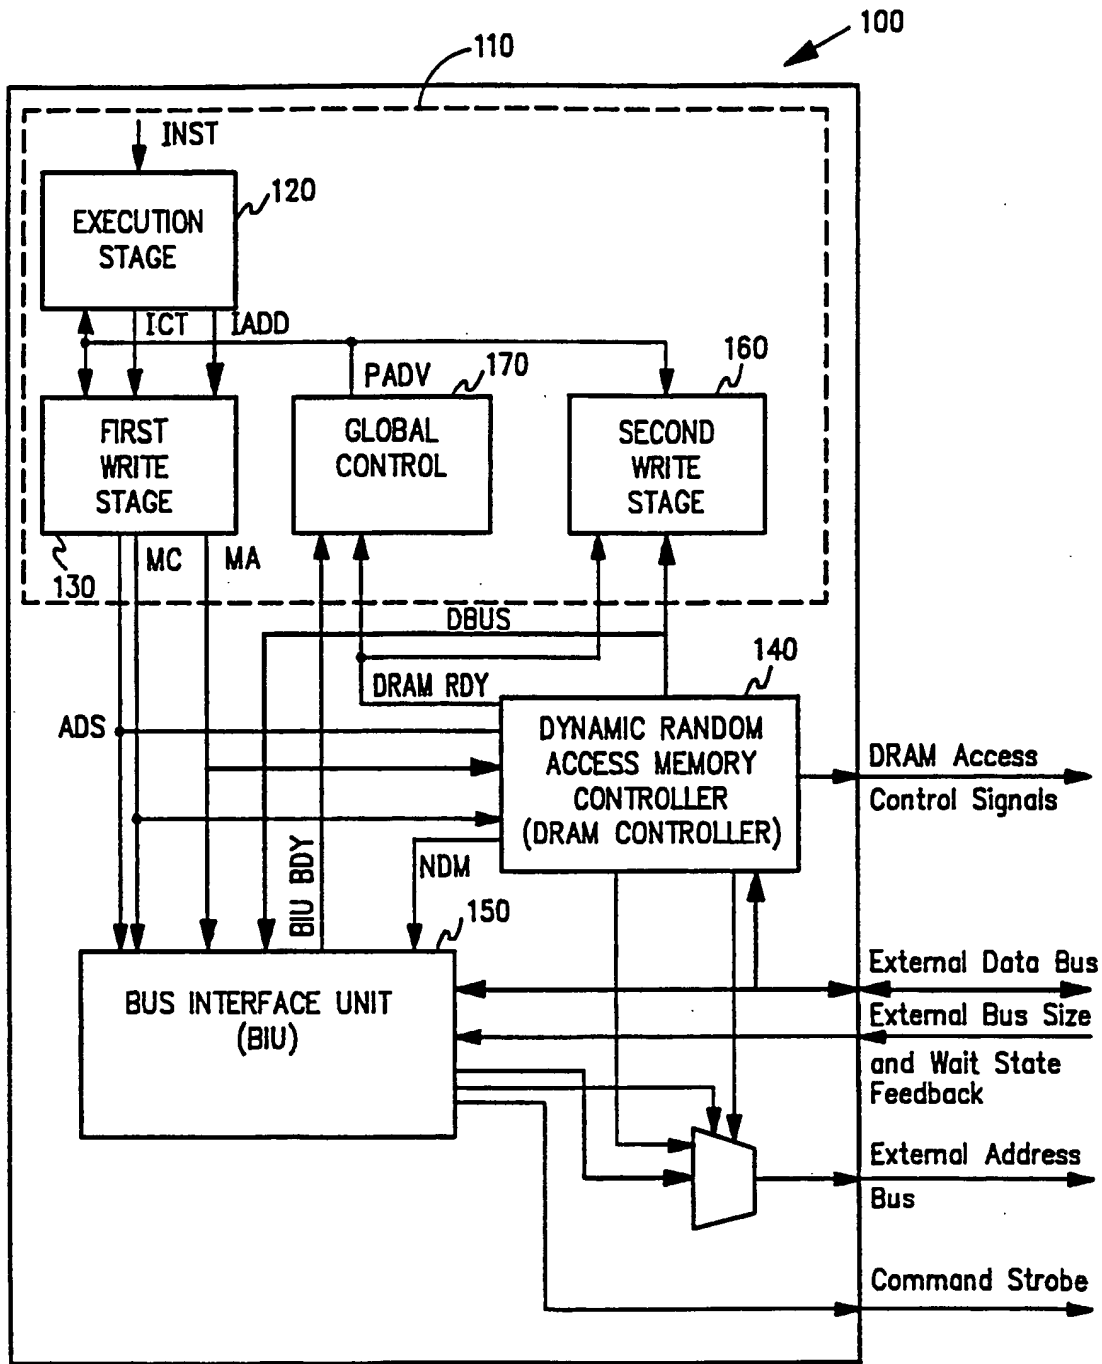 100
110
INST
120
EXECUTION
STAGE
ICT
IADD
160
PADV
170
FIRST
WRITE
STAGE
GLOBAL
CONTROL
SECOND
WRITE
STAGE
130
MC
MA
DBUS
140
DRAM RDY
ADS
DYNAMIC RANDOM
ACCESS MEMORY
CONTROLLER
(DRAM CONTROLLER)
DRAM Access
Control Signals
NDM
BIU BDY
150
BUS INTERFACE UNIT
(BIU)
External Data Bus
External Bus Size
and Wait State
Feedback
External Address
Bus
Command Strobe